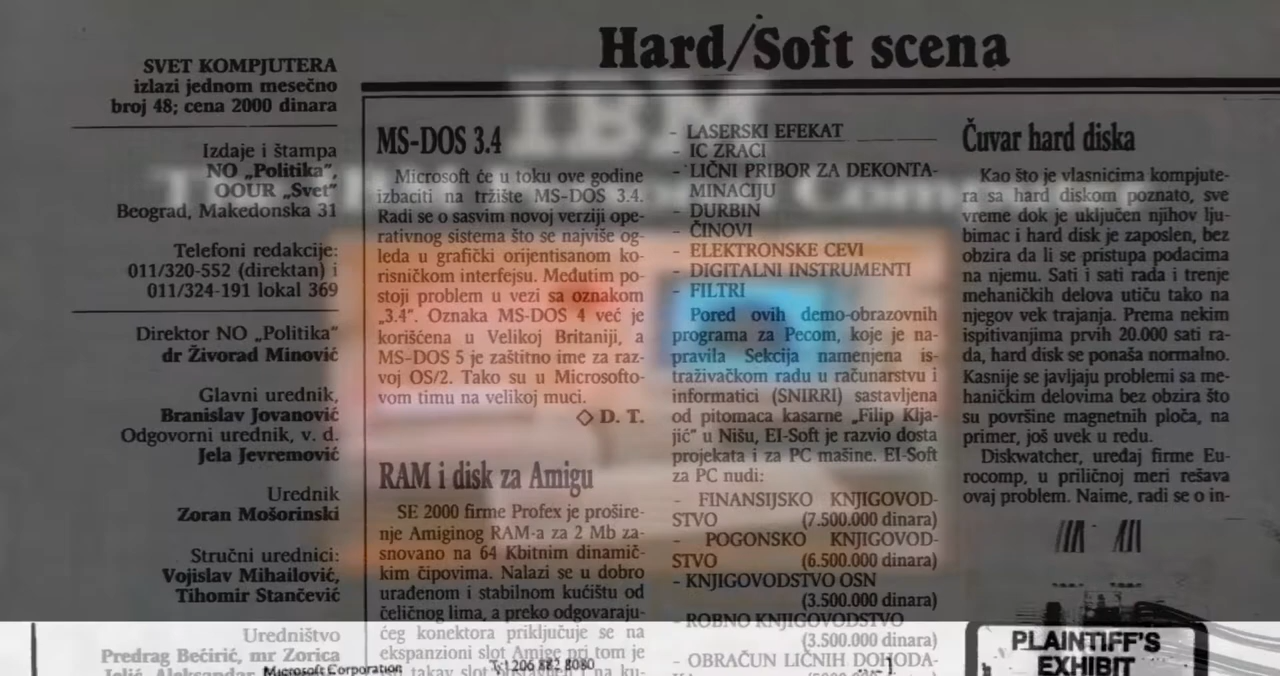 Hard/Soft scena
SVET KOMPJUTERA
izlazi jednom mesečno
broj 48; cena 2000 dinara
Izdaje i štampa
NO „Politika”,
OOUR „Svet”
Beograd, Makedonska 31
Telefoni redakcije:
011/320-552 (direktan) i
011/324-191 lokal 369
Direktor NO „Politika”
dr Živorad Minović
Glavni urednik,
Branislav Jovanović
Odgovorni urednik, v. d.
Jela Jevremović
Urednik
Zoran Mošorinski
Stručni urednici:
Vojislav Mihailović,
Tihomir Stančević
Uredništvo
Predrag Bećirić, mr Zorica
Jelić, Aleksandar
MS-DOS 3.4
Microsoft će u toku ove godine
izbaciti na tržište MS-DOS 3.4.
Radi se o sasvim novoj verziji ope-
rativnog sistema što se najviše og-
leda u grafički orijentisanom ko-
risničkom interfejsu. Međutim po-
stoji problem u vezi sa oznakom
„3.4”. Oznaka MS-DOS 4 već je
korišćena u Velikoj Britaniji, a
MS-DOS 5 je zaštitno ime za raz-
voj OS/2. Tako su u Microsofto-
vom timu na velikoj muci.
◇ D. T.
RAM i disk za Amigu
SE 2000 firme Profex je prošire-
nje Amiginog RAM-a za 2 Mb za-
snovano na 64 Kbitnim dinamič-
kim čipovima. Nalazi se u dobro
urađenom i stabilnom kućištu od
čeličnog lima, a preko odgovaraju-
ćeg konektora priključuje se na
ekspanzioni slot Amige pri tom je
takav slot na ku-
- LASERSKI EFEKAT
- IC ZRACI
- LIČNI PRIBOR ZA DEKONTA-
MINACIJU
- DURBIN
- ČINOVI
- ELEKTRONSKE CEVI
- DIGITALNI INSTRUMENTI
- FILTRI
Pored ovih demo-obrazovnih
programa za Pecom, koje je na-
pravila Sekcija namenjena is-
traživačkom radu u računarstvu i
informatici (SNIRRI) sastavljena
od pitomaca kasarne „Filip Klja-
jić” u Nišu, EI-Soft je razvio dosta
projekata i za PC mašine. EI-Soft
za PC nudi:
- FINANSIJSKO KNJIGOVOD-
STVO (7.500.000 dinara)
- POGONSKO KNJIGOVOD-
STVO (6.500.000 dinara)
- KNJIGOVODSTVO OSN
(3.500.000 dinara)
- ROBNO KNJIGOVODSTVO
(3.500.000 dinara)
- OBRAČUN LIČNIH DOHODA-
Čuvar hard diska
Kao što je vlasnicima kompjute-
ra sa hard diskom poznato, sve
vreme dok je uključen njihov lju-
bimac i hard disk je zaposlen, bez
obzira da li se pristupa podacima
na njemu. Sati i sati rada i trenje
mehaničkih delova utiču tako na
njegov vek trajanja. Prema nekim
ispitivanjima prvih 20.000 sati ra-
da, hard disk se ponaša normalno.
Kasnije se javljaju problemi sa me-
haničkim delovima bez obzira što
su površine magnetnih ploča, na
primer, još uvek u redu.
Diskwatcher, uređaj firme Eu-
rocomp, u priličnoj meri rešava
ovaj problem. Naime, radi se o in-
IBM
Microsoft Corporation
206 882 8080
1
PLAINTIFF'S
EXHIBIT